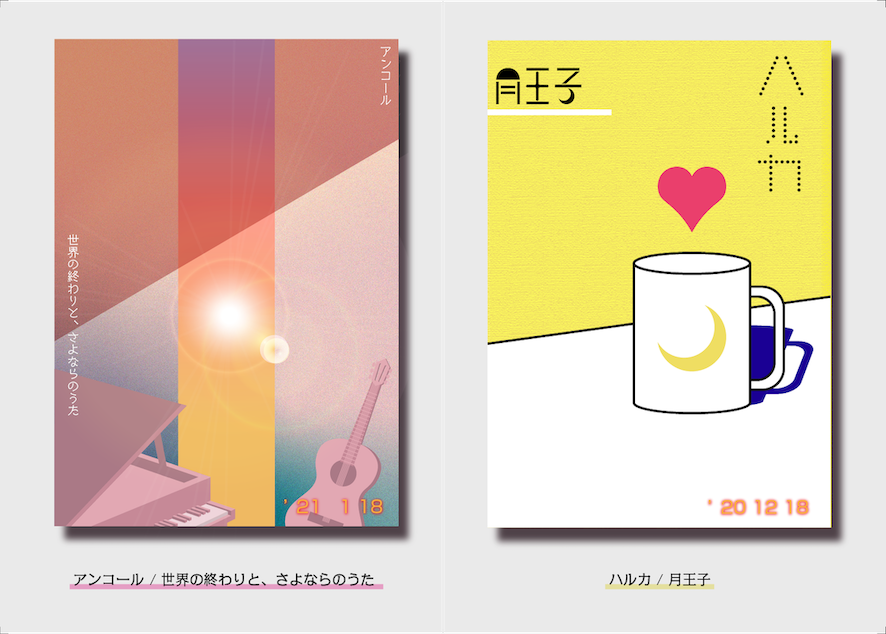 アンコール
世界の終わりと、さよならのうた
'21 1 18
アンコール / 世界の終わりと、さよならのうた
月王子
ハルカ
'20 12 18
ハルカ / 月王子